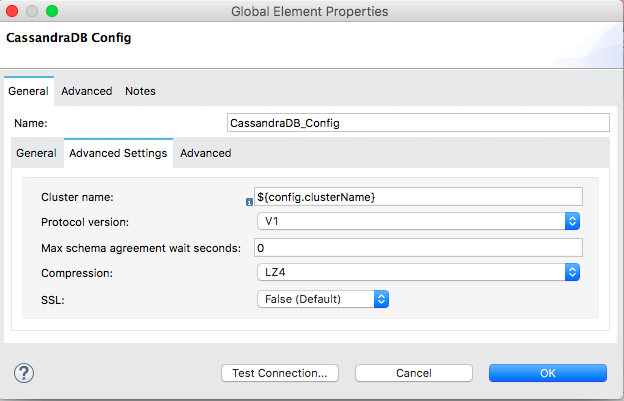 Global Element Properties
CassandraDB Config
General Advanced Notes
Name: CassandraDB_Config
General Advanced Settings Advanced
Cluster name: ${config.clusterName}
Protocol version: V1
Max schema agreement wait seconds: 0
Compression: LZ4
SSL: False (Default)
? Test Connection... Cancel OK